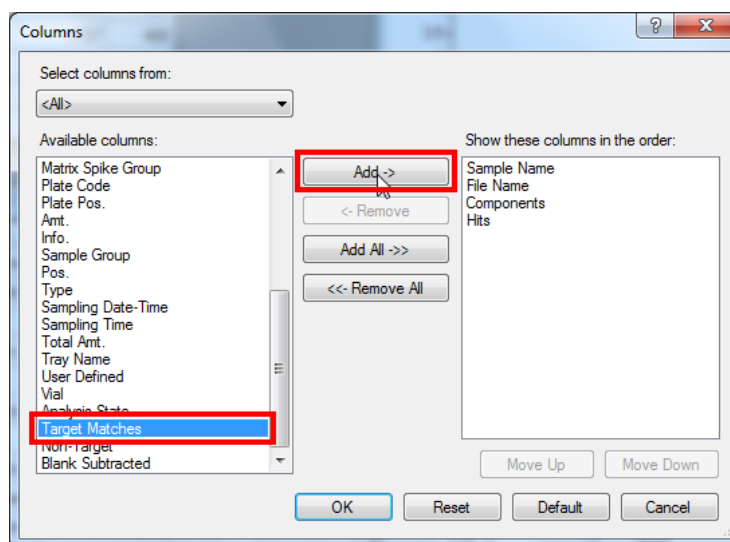 Columns
Select columns from:
<All>
Available columns:
Matrix Spike Group
Plate Code
Plate Pos.
Amt.
Info.
Sample Group
Pos.
Type
Sampling Date-Time
Sampling Time
Total Amt.
Tray Name
User Defined
Vial
Analysis State
Target Matches
Non-Target
Blank Subtracted
Add ->
<- Remove
Add All ->>
<<- Remove All
Show these columns in the order:
Sample Name
File Name
Components
Hits
Move Up
Move Down
OK
Reset
Default
Cancel